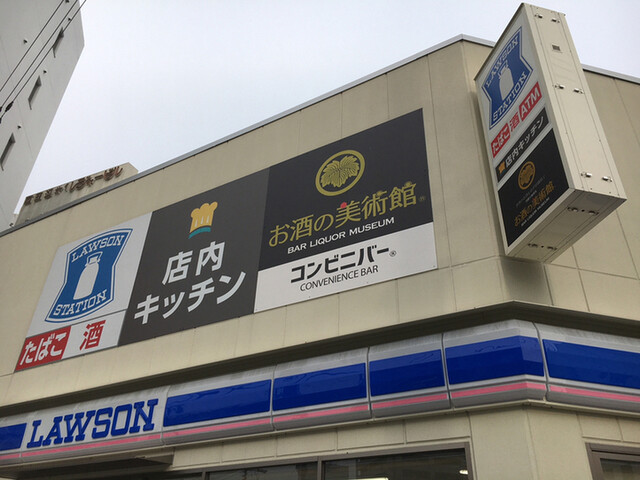 LAWSON
STATION
たばこ 酒
店内
キッチン
お酒の美術館
BAR LIQUOR MUSEUM
コンビニバー®
CONVENIENCE BAR
LAWSON
STATION
たばこ 酒 ATM
店内キッチン
お酒の美術館
LAWSON